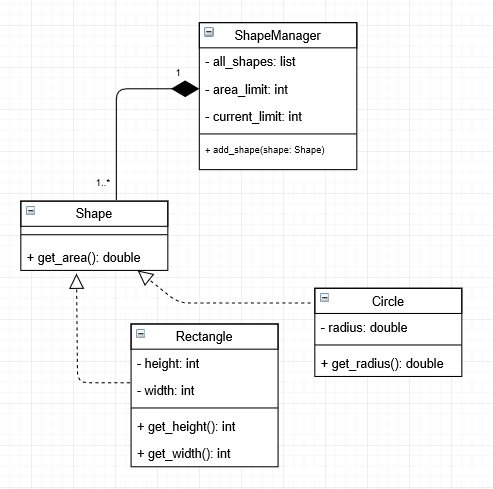 ShapeManager
- all_shapes: list
- area_limit: int
- current_limit: int
+ add_shape(shape: Shape)
1
1..*
Shape
+ get_area(): double
Circle
- radius: double
+ get_radius(): double
Rectangle
- height: int
- width: int
+ get_height(): int
+ get_width(): int